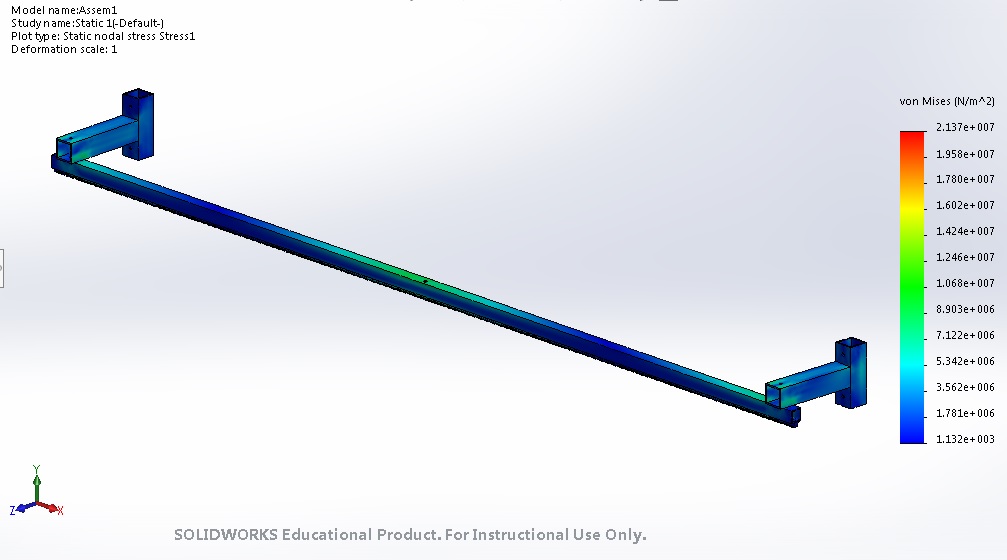 Model name:Assem1
Study name:Static 1(-Default-)
Plot type: Static nodal stress Stress1
Deformation scale: 1
von Mises (N/m^2)
2.137e+007
1.958e+007
1.780e+007
1.602e+007
1.424e+007
1.246e+007
1.068e+007
8.903e+006
7.122e+006
5.342e+006
3.562e+006
1.781e+006
1.132e+003
Y
Z
X
SOLIDWORKS Educational Product. For Instructional Use Only.